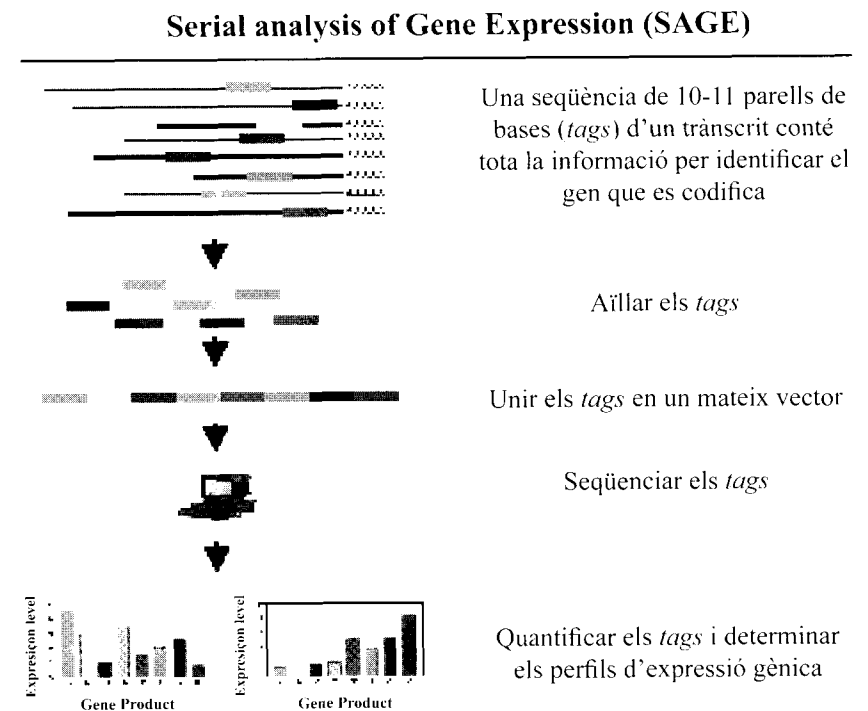 Serial analysis of Gene Expression (SAGE)
Una seqüència de 10-11 parells de
bases (tags) d'un trànscrit conté
tota la informació per identificar el
gen que es codifica
Aïllar els tags
Unir els tags en un mateix vector
Seqüenciar els tags
Expresiçon level
Gene Product
Expresiçon level
Gene Product
Quantificar els tags i determinar
els perfils d'expressió gènica